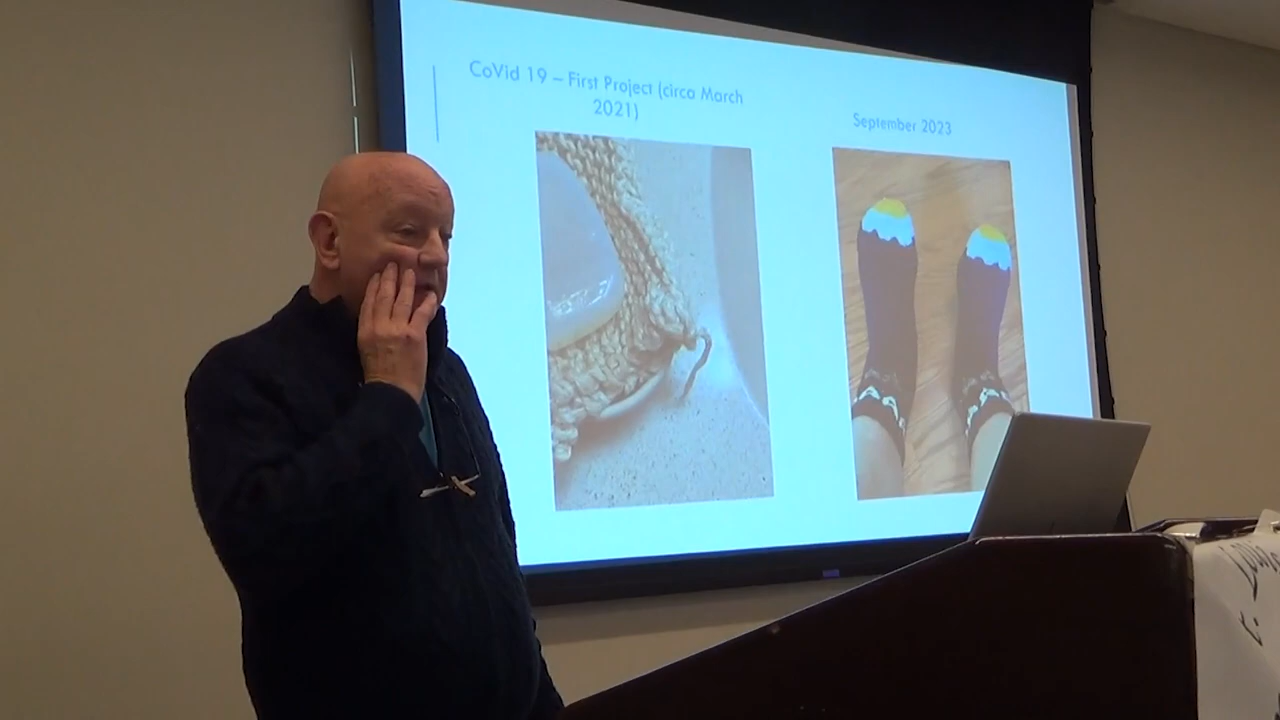 CoVid 19 – First Project (circa March
2021)
September 2023